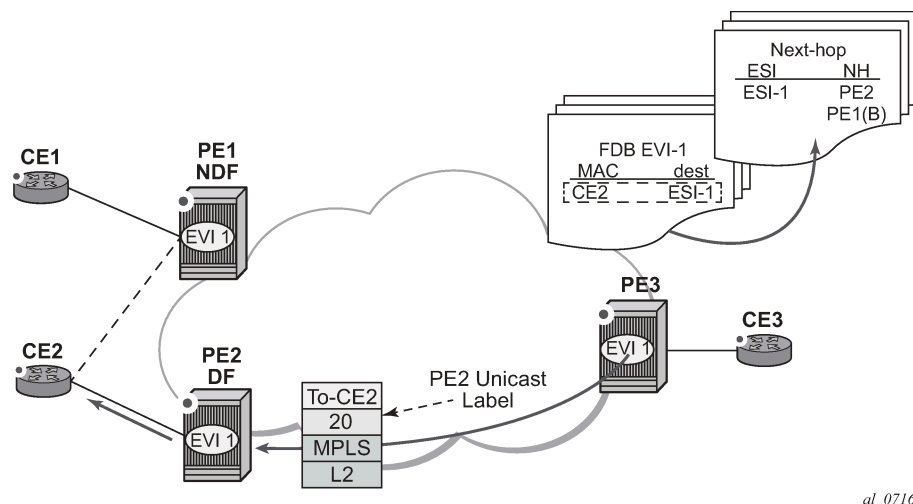 Next-hop
ESI NH
ESI-1 PE2
PE1(B)
FDB EVI-1
MAC dest
CE2 ESI-1
CE1
PE1
NDF
EVI 1
CE2
PE2
DF
EVI 1
To-CE2
20
MPLS
L2
PE2 Unicast
Label
PE3
EVI 1
CE3
al_0716